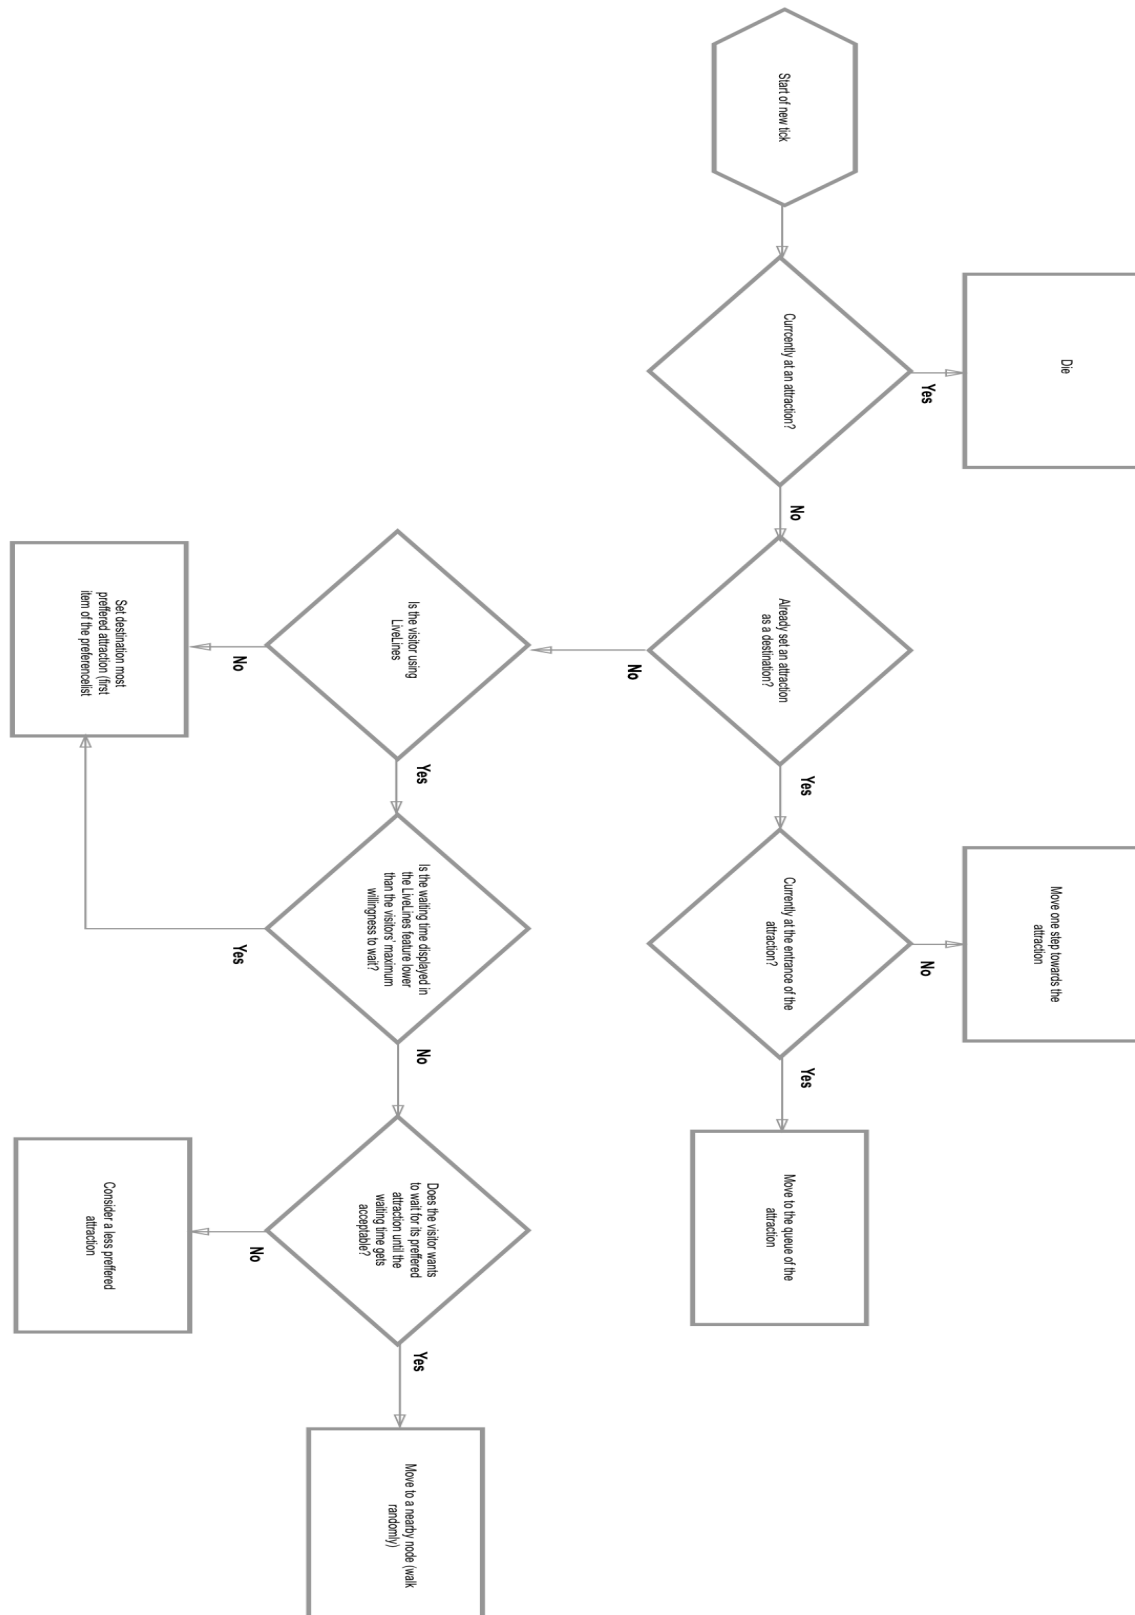 Start of new tick
Die
Currcently at an attraction?
Yes
No
Already set an attraction
as a destination?
Yes
No
Currently at the entrance of the
attraction?
No
Move one step towards the
attraction
Yes
Move to the queue of the
attraction
Is the visitor using
LiveLines
No
Set destination most
preffered attraction (first
item of the preferencelist
Yes
Is the waiting time displayed in
the LiveLines feature lower
than the visitors' maximum
willingness to wait?
Yes
No
Does the visitor wants
to wait for its preffered
attraction until the
waiting time gets
acceptable?
No
Consider a less preffered
attraction
Yes
Move to a nearby node (walk
randomly)